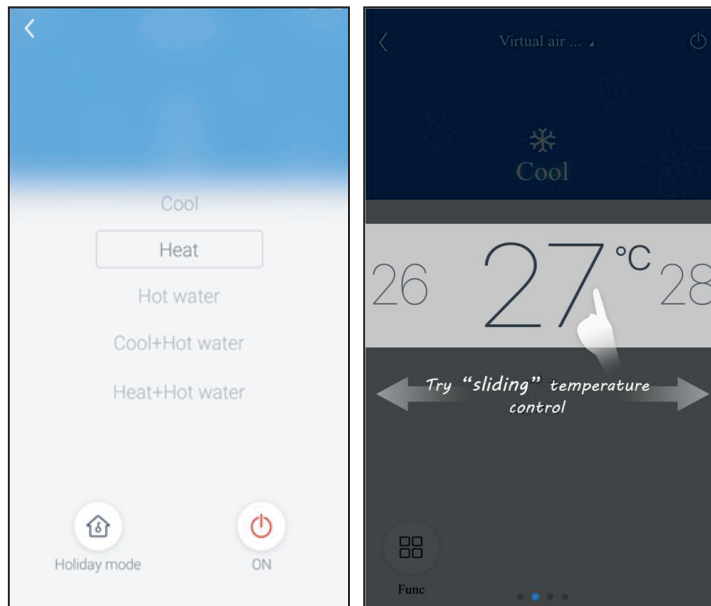 Cool
Heat
Hot water
Cool+Hot water
Heat+Hot water
Holiday mode
ON
Virtual air ...
Cool
26 27 °C 28
Try “sliding” temperature
control
Func